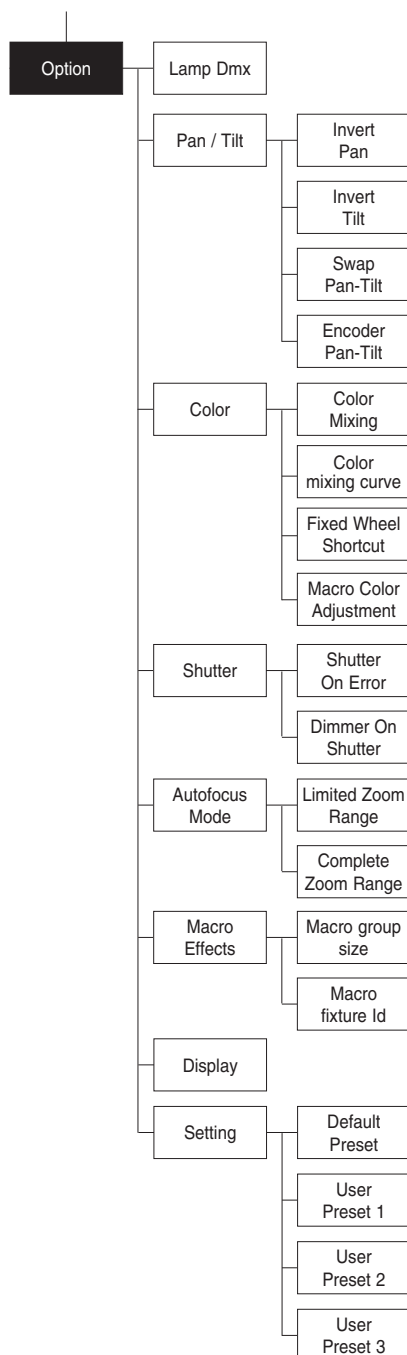 Option
Lamp Dmx
Pan / Tilt
Invert
Pan
Invert
Tilt
Swap
Pan-Tilt
Encoder
Pan-Tilt
Color
Color
Mixing
Color
mixing curve
Fixed Wheel
Shortcut
Macro Color
Adjustment
Shutter
Shutter
On Error
Dimmer On
Shutter
Autofocus
Mode
Limited Zoom
Range
Complete
Zoom Range
Macro
Effects
Macro group
size
Macro
fixture Id
Display
Setting
Default
Preset
User
Preset 1
User
Preset 2
User
Preset 3